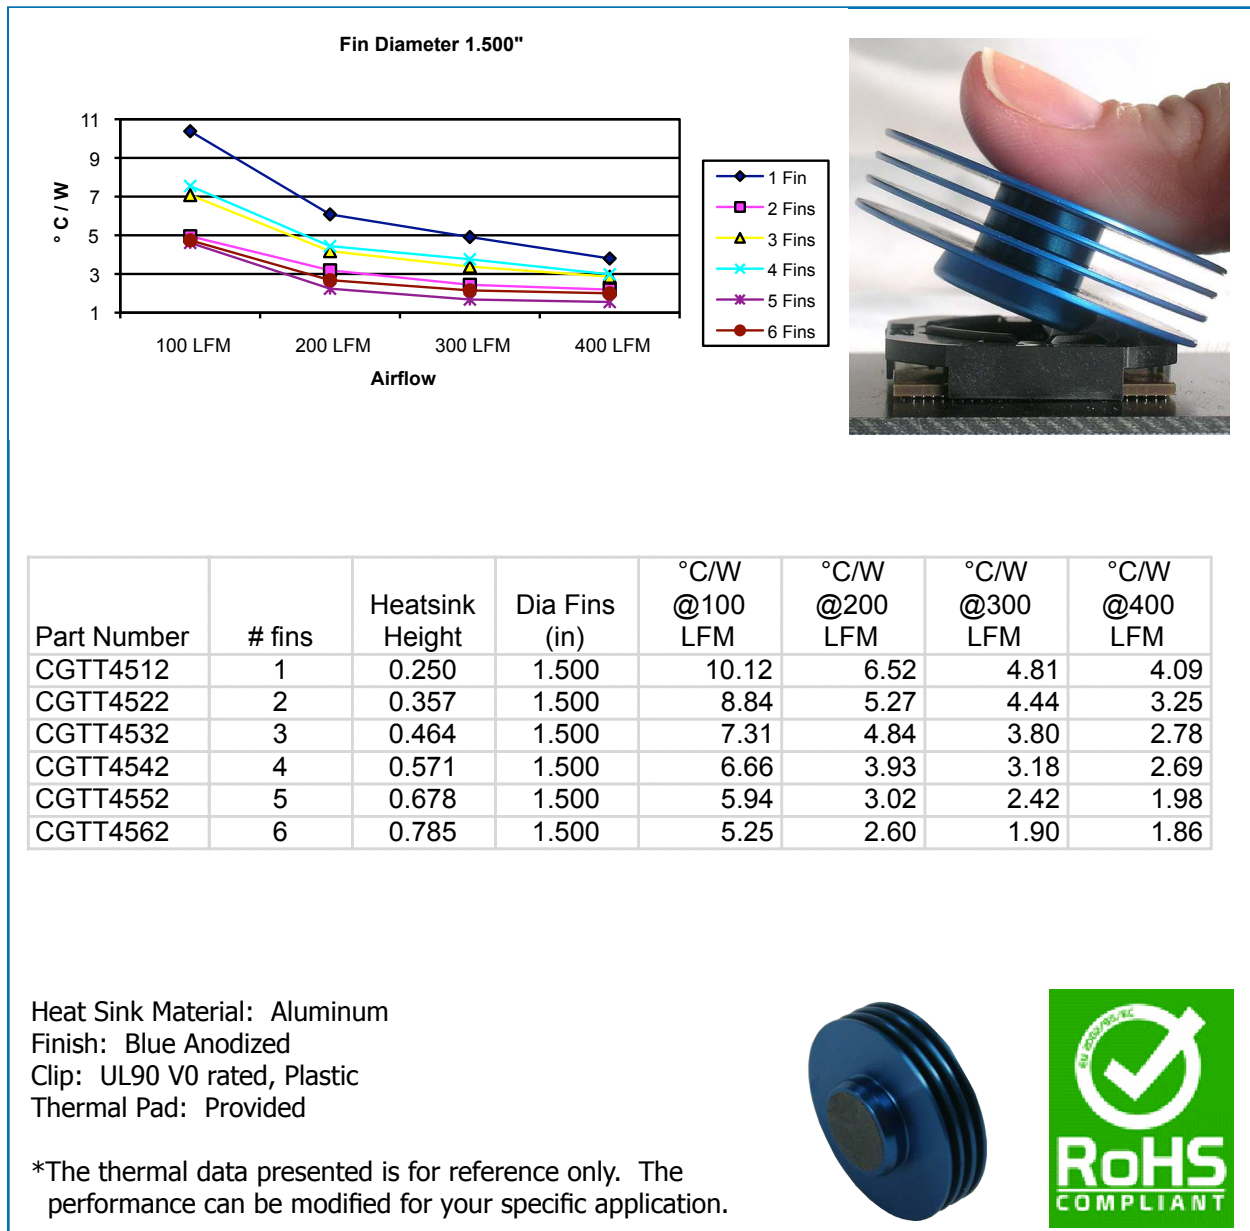 Fin Diameter 1.500"
11
9
7
5
3
1
° C / W
100 LFM 200 LFM 300 LFM 400 LFM
Airflow
1 Fin
2 Fins
3 Fins
4 Fins
5 Fins
6 Fins
Part Number # fins Heatsink Height Dia Fins (in) °C/W @100 LFM °C/W @200 LFM °C/W @300 LFM °C/W @400 LFM
CGTT4512 1 0.250 1.500 10.12 6.52 4.81 4.09
CGTT4522 2 0.357 1.500 8.84 5.27 4.44 3.25
CGTT4532 3 0.464 1.500 7.31 4.84 3.80 2.78
CGTT4542 4 0.571 1.500 6.66 3.93 3.18 2.69
CGTT4552 5 0.678 1.500 5.94 3.02 2.42 1.98
CGTT4562 6 0.785 1.500 5.25 2.60 1.90 1.86
Heat Sink Material: Aluminum
Finish: Blue Anodized
Clip: UL90 V0 rated, Plastic
Thermal Pad: Provided
*The thermal data presented is for reference only. The
performance can be modified for your specific application.
EU 2002/95/EC
RoHS
COMPLIANT